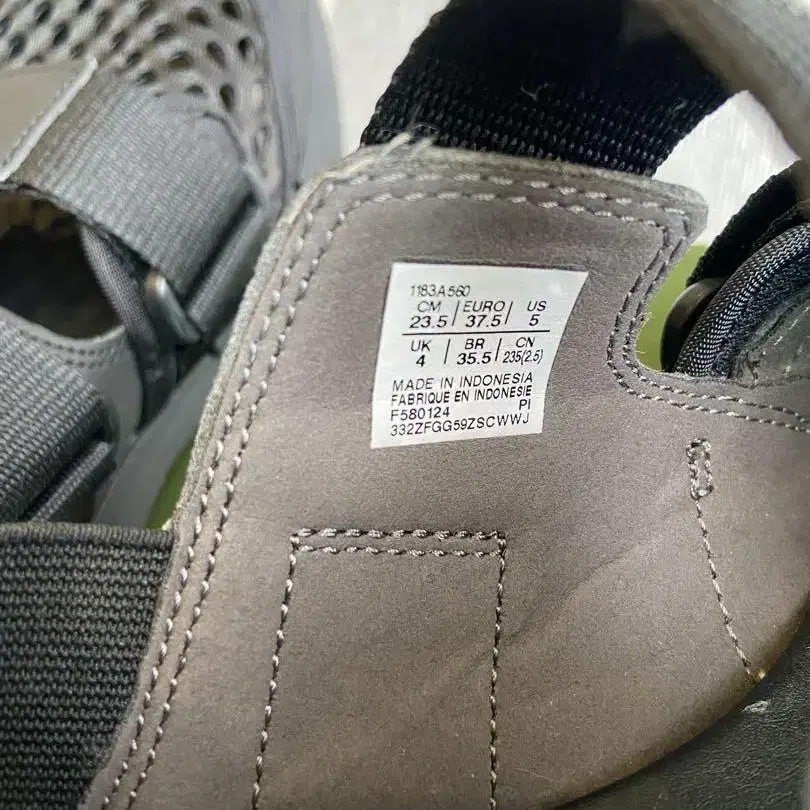 1183A560
CM | EURO | US
23.5 | 37.5 | 5
UK | BR | CN
4 | 35.5 | 235(2.5)
MADE IN INDONESIA
FABRIQUE EN INDONESIE
F580124 PI
332ZFGG59ZSCWWJ